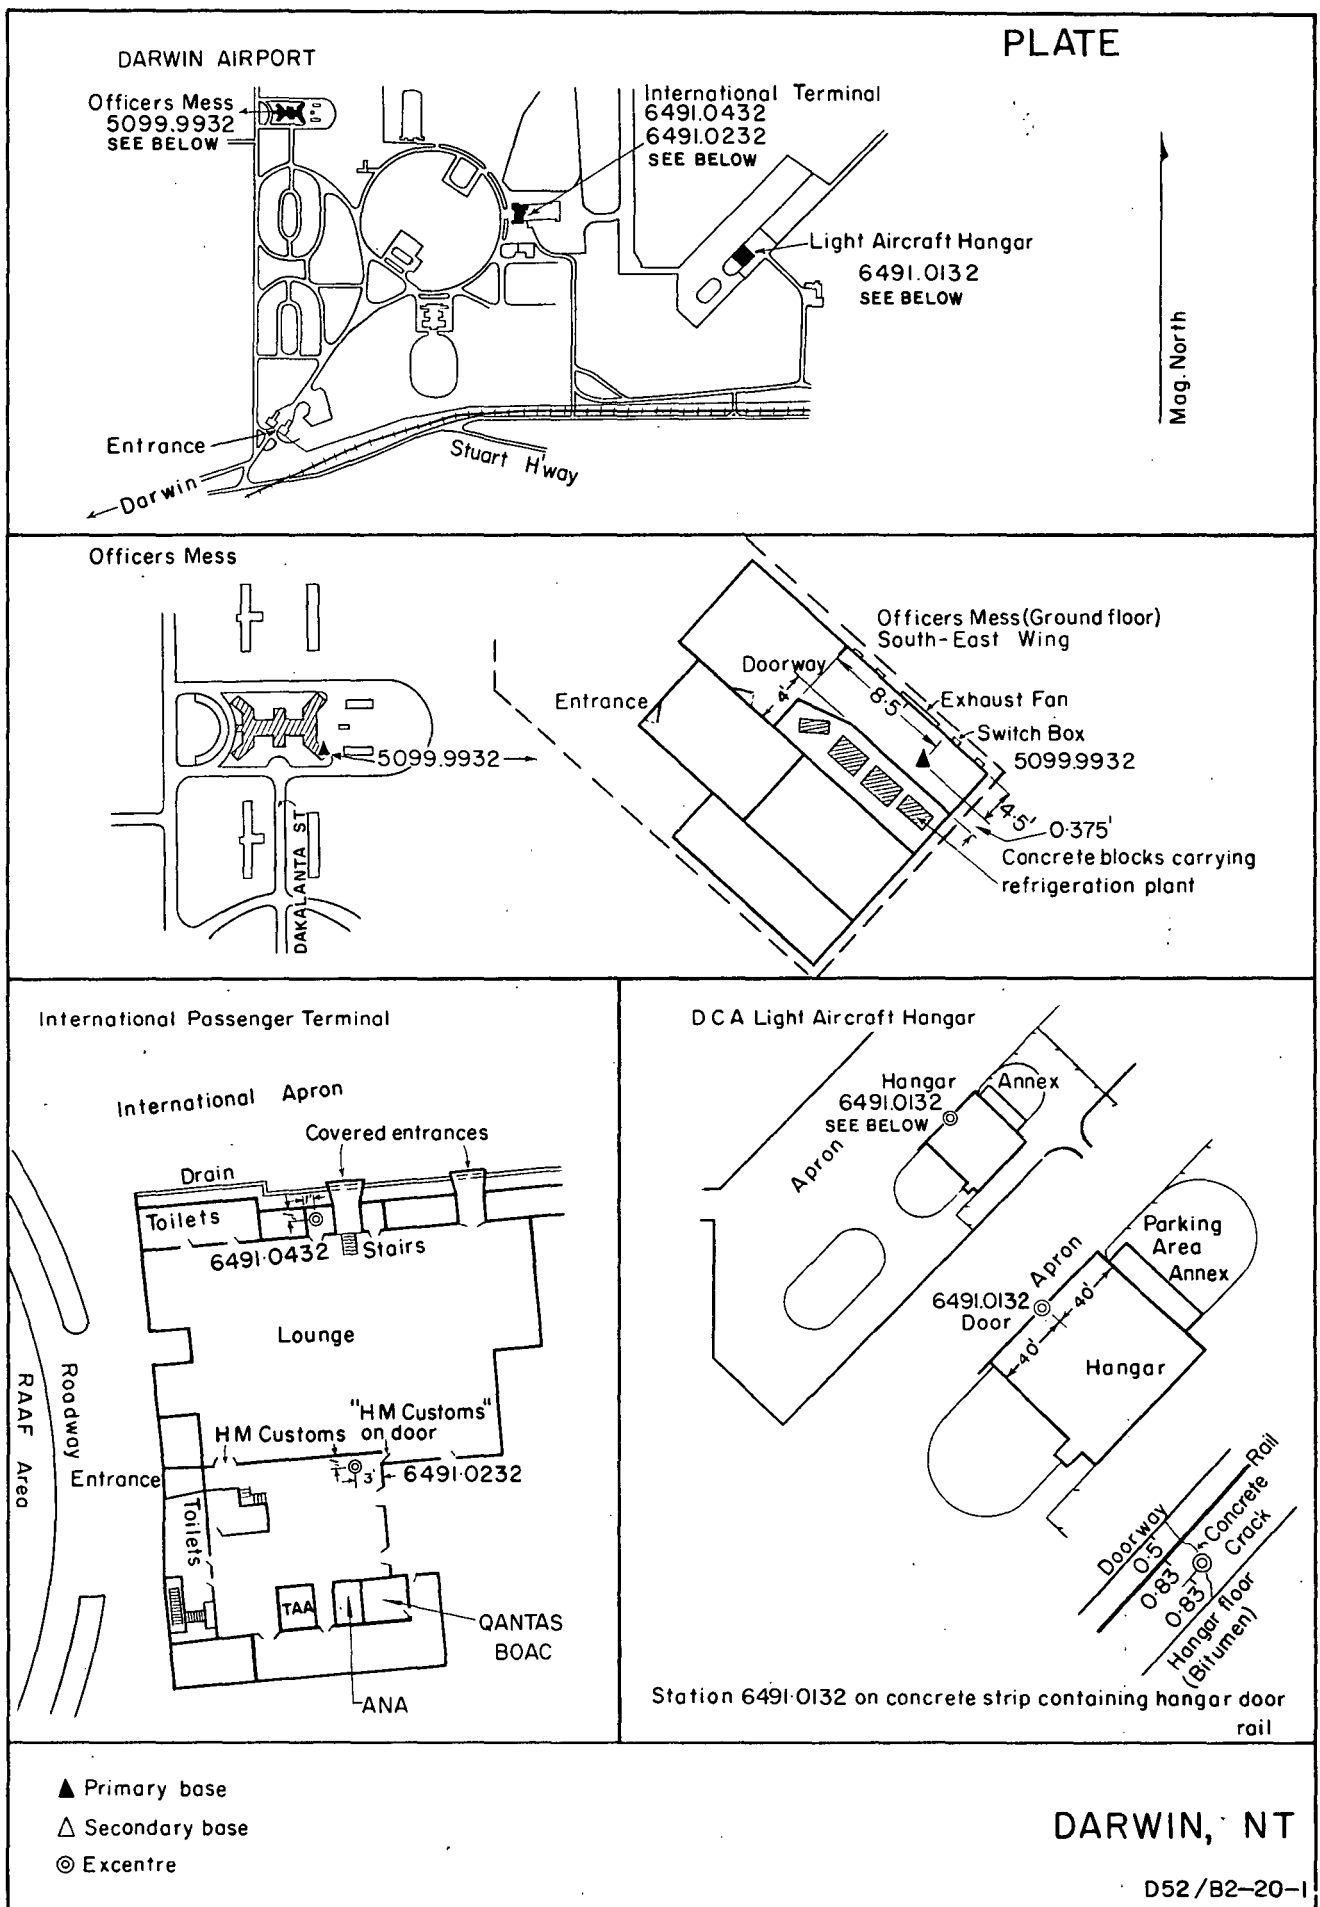 PLATE
DARWIN AIRPORT
Officers Mess
5099.9932
SEE BELOW
International Terminal
6491.0432
6491.0232
SEE BELOW
Light Aircraft Hangar
6491.0132
SEE BELOW
Mag. North
Entrance
Darwin
Stuart H'way
Officers Mess
5099.9932
DAKALANTA ST
Officers Mess (Ground floor)
South-East Wing
Doorway
Entrance
4'
8.5'
Exhaust Fan
Switch Box
5099.9932
4.5'
0.375'
Concrete blocks carrying
refrigeration plant
International Passenger Terminal
International Apron
Covered entrances
Drain
1'
1'
Toilets
6491.0432
Stairs
Lounge
Roadway
RAAF Area
"HM Customs"
on door
HM Customs
1'
3'
6491.0232
Entrance
Toilets
TAA
QANTAS
BOAC
ANA
DCA Light Aircraft Hangar
Hangar
6491.0132
SEE BELOW
Annex
Apron
Parking
Area
Annex
Apron
6491.0132
Door
40'
40'
Hangar
Rail
Doorway
Concrete
Crack
0.5'
0.83'
0.83'
Hangar floor
(Bitumen)
Station 6491.0132 on concrete strip containing hangar door
rail
Primary base
Secondary base
Excentre
DARWIN, NT
D52/B2-20-1